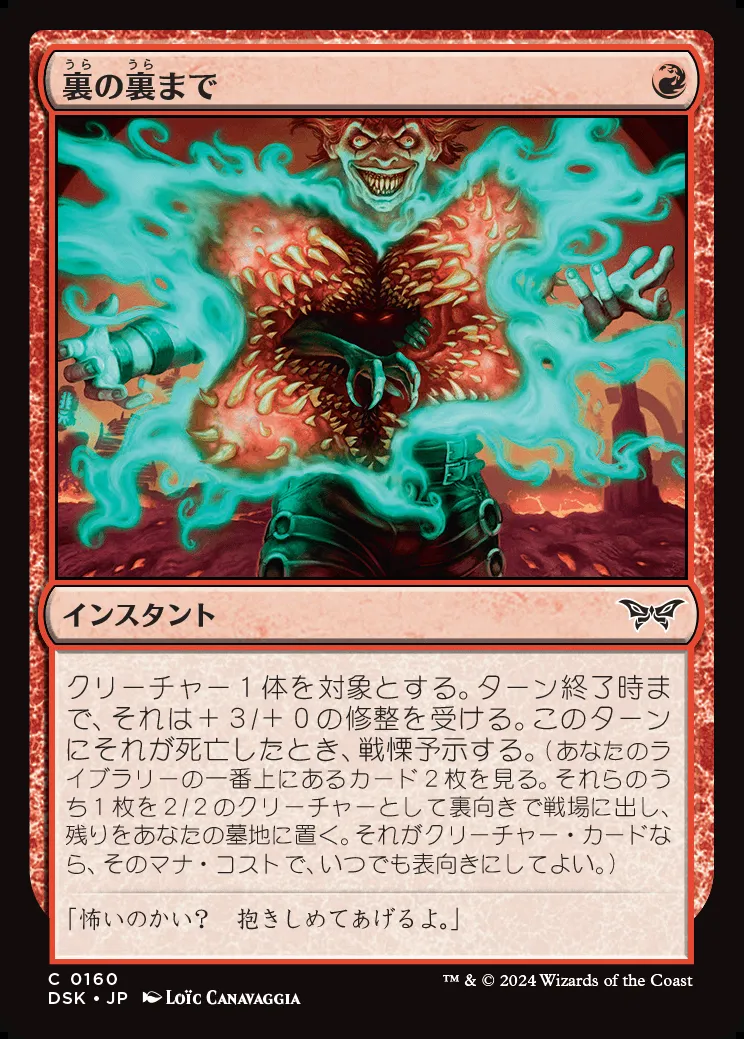 裏の裏まで
うら うら
インスタント
クリーチャー１体を対象とする。ターン終了時ま
で、それは＋３/＋０の修整を受ける。このターン
にそれが死亡したとき、戦慄予示する。（あなたのラ
イブラリーの一番上にあるカード２枚を見る。それらのう
ち１枚を２/２のクリーチャーとして裏向きで戦場に出し、
残りをあなたの墓地に置く。それがクリーチャー・カードな
ら、そのマナ・コストで、いつでも表向きにしてよい。）
「怖いのかい？　抱きしめてあげるよ。」
C 0160
DSK • JP Loïc Canavaggia
™ & © 2024 Wizards of the Coast